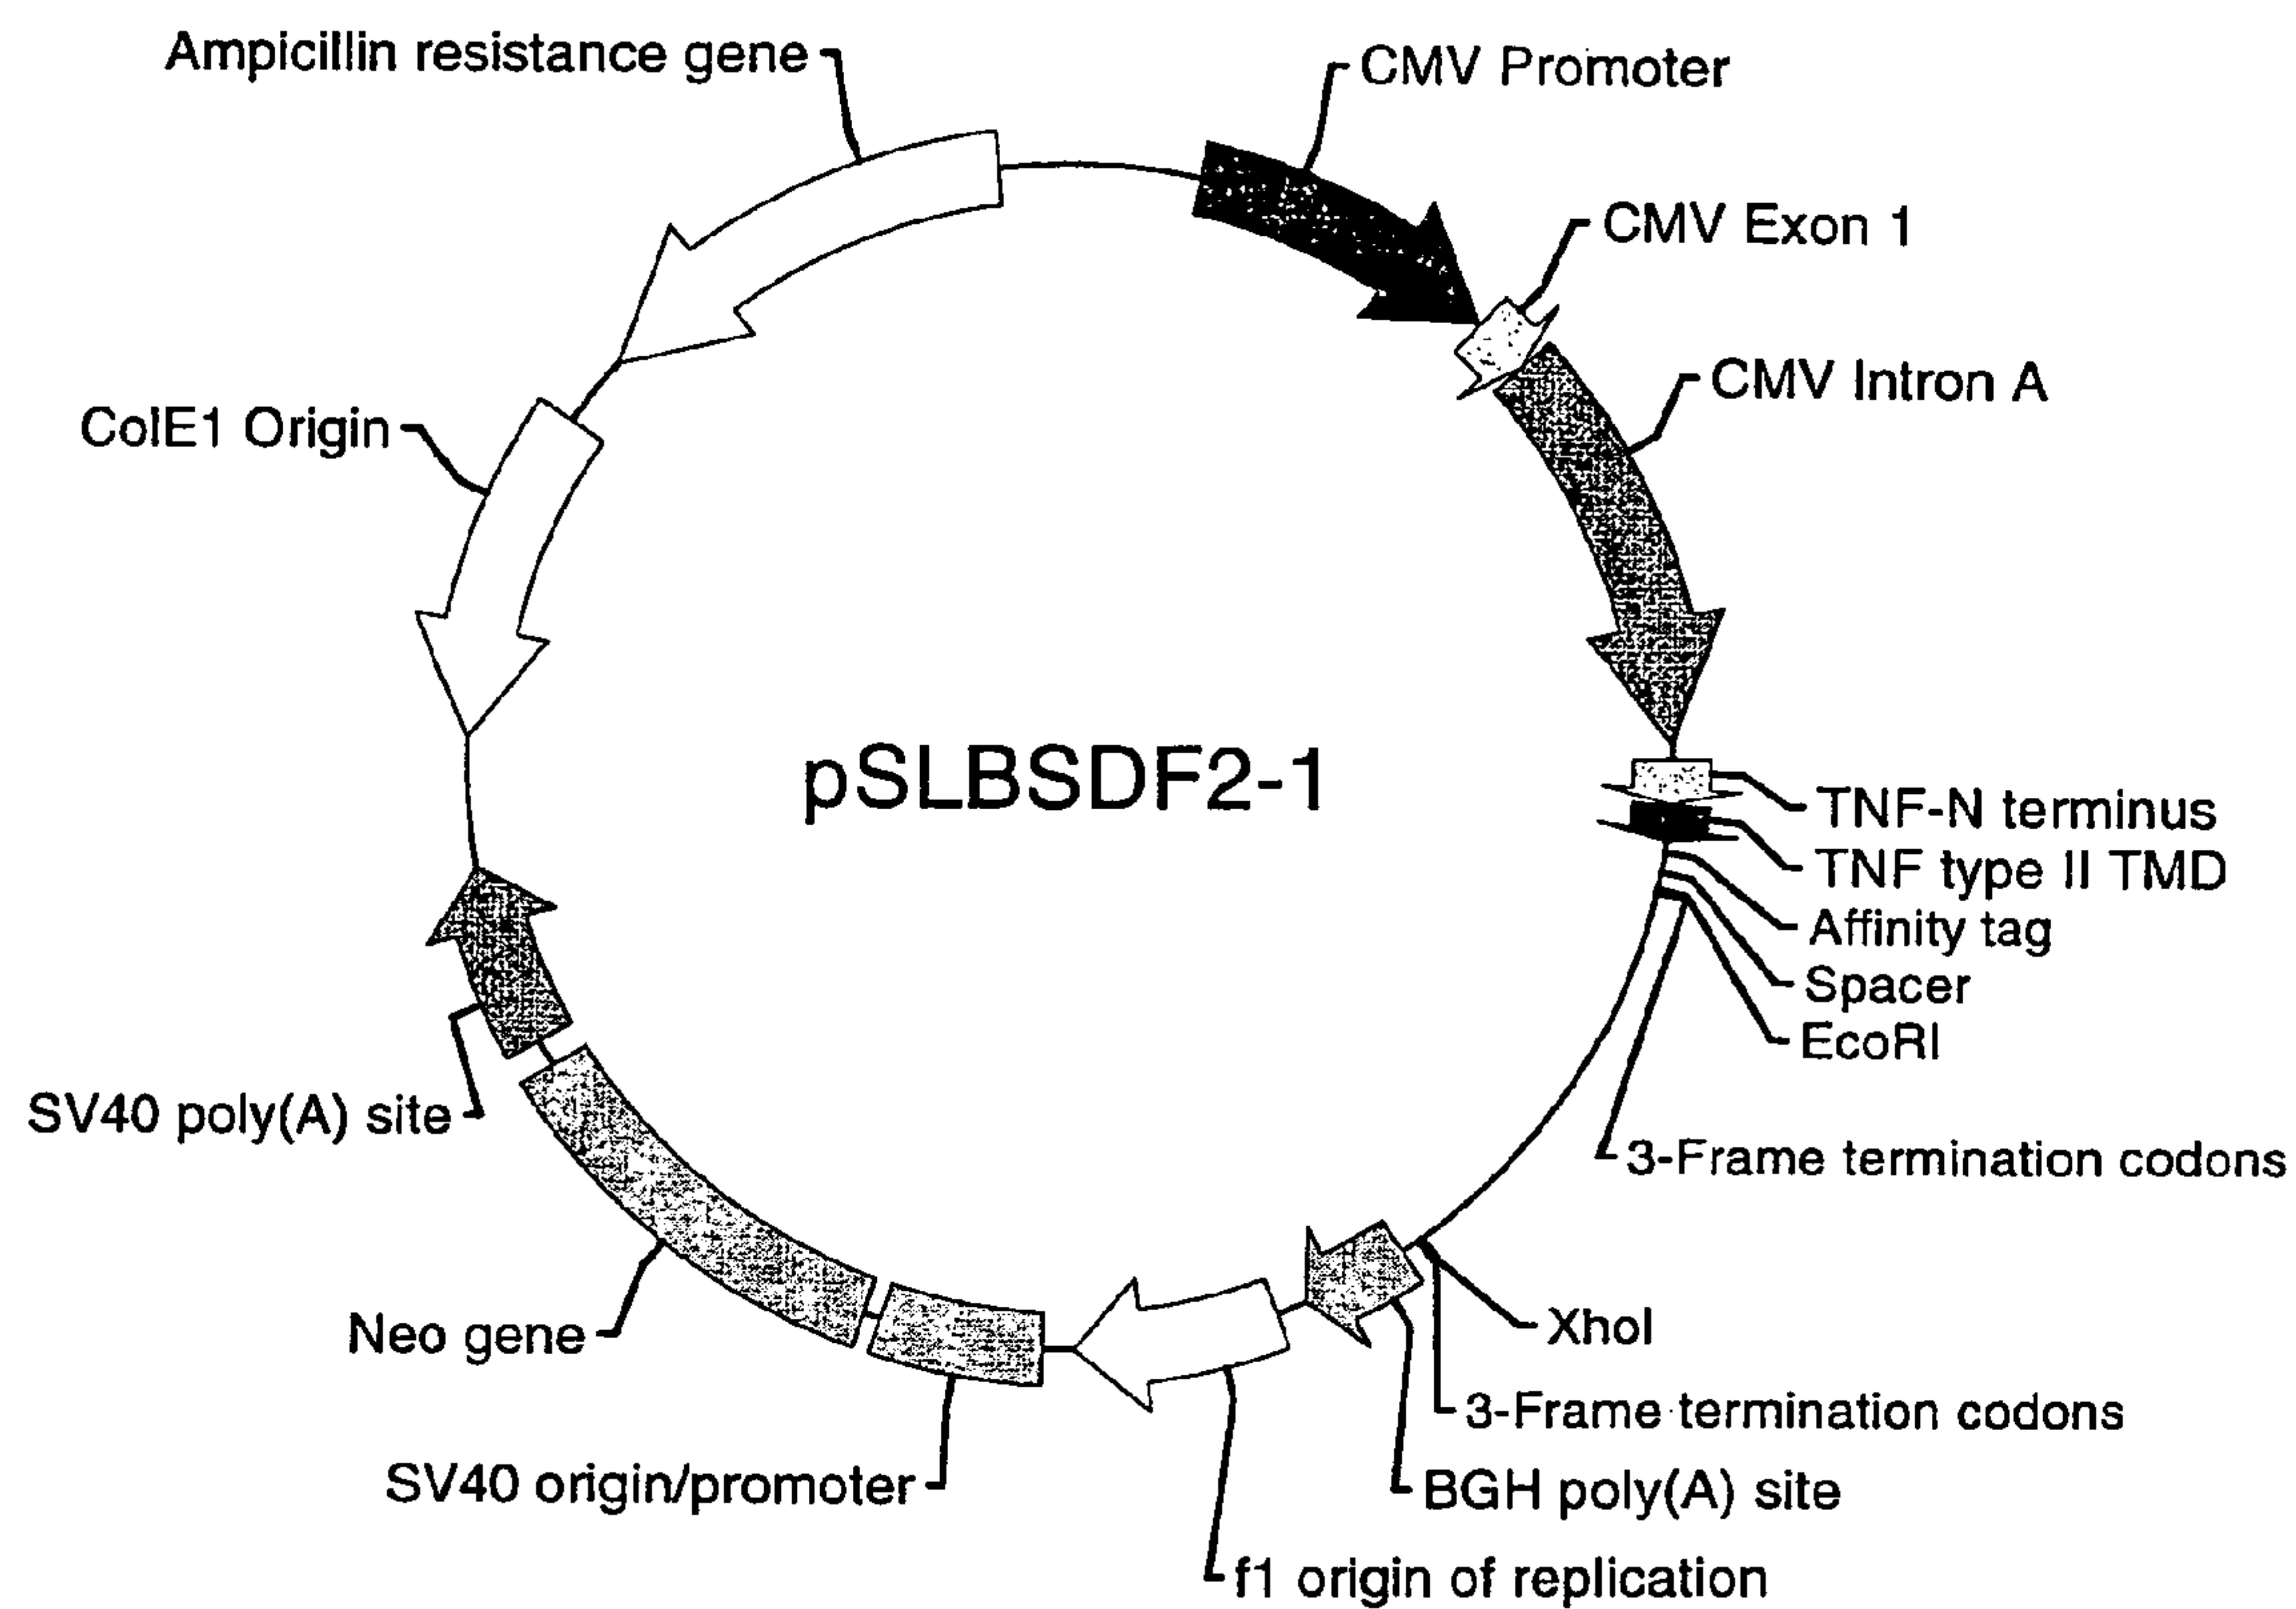 Ampicillin resistance gene
CMV Promoter
CMV Exon 1
CMV Intron A
ColE1 Origin
pSLBSDF2-1
TNF-N terminus
TNF type II TMD
Affinity tag
Spacer
EcoRI
SV40 poly(A) site
3-Frame termination codons
Neo gene
XhoI
3-Frame termination codons
SV40 origin/promoter
BGH poly(A) site
f1 origin of replication